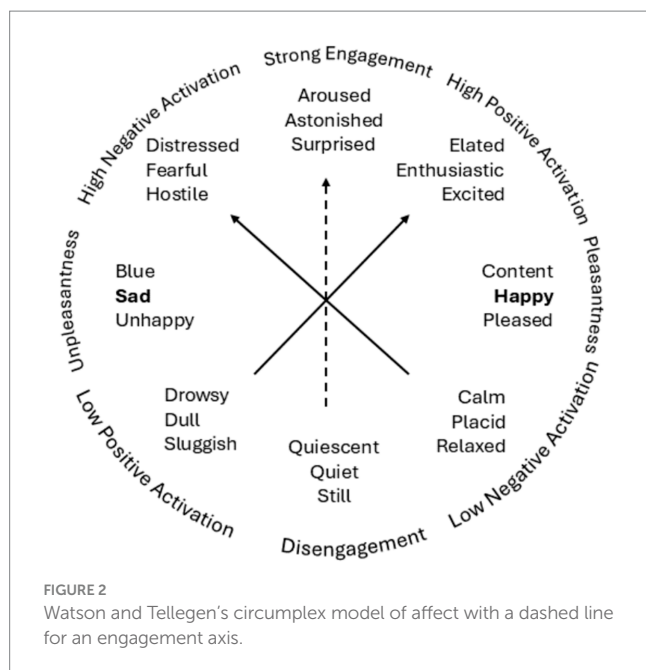 Strong Engagement
High Negative Activation
High Positive Activation
Aroused
Astonished
Surprised
Distressed
Fearful
Hostile
Elated
Enthusiastic
Excited
Unpleasantness
Pleasantness
Blue
Sad
Unhappy
Content
Happy
Pleased
Drowsy
Dull
Sluggish
Quiescent
Quiet
Still
Calm
Placid
Relaxed
Low Positive Activation
Low Negative Activation
Disengagement
FIGURE 2
Watson and Tellegen’s circumplex model of affect with a dashed line
for an engagement axis.